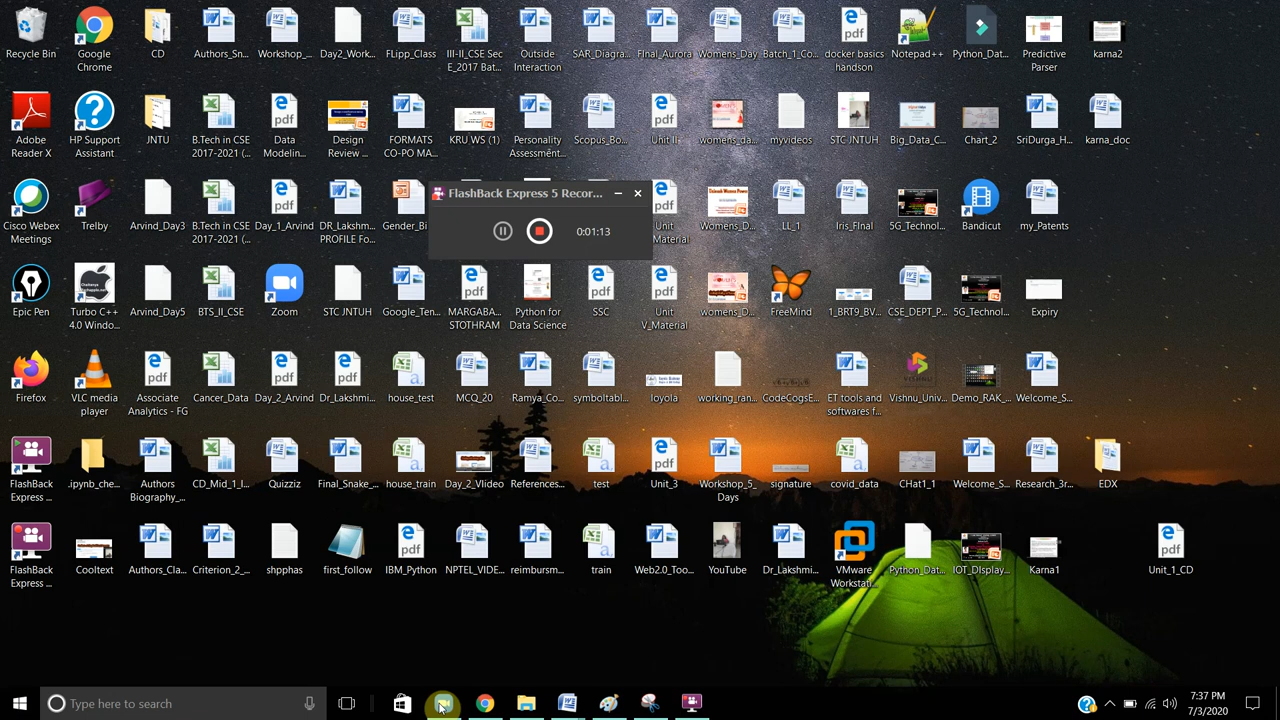 Recycle Bin
Google Chrome
CD
Authors_Sn...
Workshop_...
Day2_Work...
FLipp_Class
III-II_CSE Sec E_2017 Bat...
Outside Interaction
SAR_Diagra...
FInal_Aurora
Womens_Day
Batch_1_Co...
docker basics handson
Notepad++
Python_Dat...
Predictive Parser
karna2
Adobe Reader X
HP Support Assistant
JNTU
B.Tech in CSE 2017-2021 (...
Data Modelin...
Design Review ...
FORMATS CO-PO MA...
KRU WS (1)
Personality Assessment...
Scopus_Bo...
Unit II
womens_da...
myvideos
STC JNTUH
Big_Data_C...
Chart_2
SriDurga_H...
karna_doc
FlashBack Express 5 Recor...
0:01:13
Cisco Webex Meetings
Trelby
Arvind_Day3
B.Tech in CSE 2017-2021 (...
Day_1_Arvind
DR_Lakshm... PROFILE Fo...
Gender_Bi
Unit
Material
Womens_D...
LL_1
Iris_FInal
5G_Technol...
Bandicut
my_Patents
Epic Pen
Turbo C++ 4.0 Windo...
Arvind_Day5
BTS_II_CSE
Zoom
STC JNTUH
Google_Ten...
MARGABA... STOTHRAM
Python for Data Science
SSC
Unit V_Material
womens_D...
FreeMind
1_BRT9_BV...
CSE_DEPT_P...
5G_Technol...
Expiry
Firefox
VLC media player
Associate Analytics - FG
Cancer_Data
Day_2_Arvind
Dr_Lakshmi...
house_test
MCQ_20
Ramya_Co...
symboltabl...
loyola
working_ran...
CodeCogsE...
ET tools and softwares f...
Vishnu_Univ...
Demo_RAK_...
Welcome_S...
FlashBack Express ...
.ipynb_che...
Authors Biography_...
CD_Mid_1_I...
Quizziz
Final_Snake_...
house_train
Day_2_VIideo
References...
test
Unit_3
Workshop_5_ Days
signature
covid_data
CHat1_1
Welcome_S...
Research_3r...
EDX
FlashBack Express ...
Cooltext
Authors_Cla...
Criterion_2_...
cppbas
first_follow
IBM_Python
NPTEL_VIDE...
reimbursm...
train
Web2.0_Too...
YouTube
Dr_Lakshmi...
VMware Workstati...
Python_Dat...
IOT_DIsplay...
Karna1
Unit_1_CD
Type here to search
7:37 PM
7/3/2020